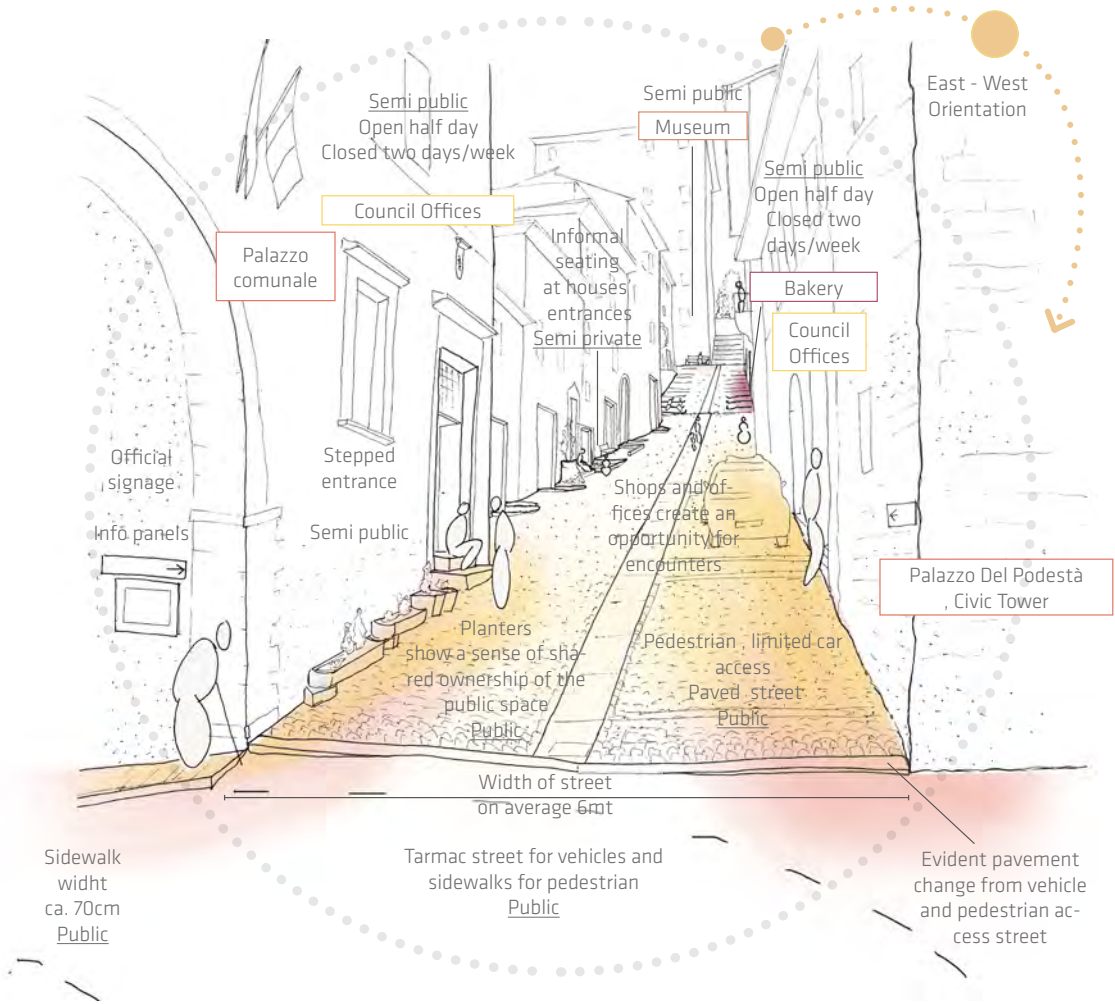 East - West
Orientation
Semi public
Open half day
Closed two days/week
Semi public
Museum
Semi public
Open half day
Closed two
days/week
Council Offices
Palazzo
comunale
Informal
seating
at houses
entrances
Semi private
Bakery
Council
Offices
Official
signage
Info panels
Stepped
entrance
Semi public
Shops and of-
fices create an
opportunity for
encounters
Palazzo Del Podestà
, Civic Tower
Planters
show a sense of sha-
red ownership of the
public space
Public
Pedestrian , limited car
access
Paved street
Public
Width of street
on average 6mt
Sidewalk
widht
ca. 70cm
Public
Tarmac street for vehicles and
sidewalks for pedestrian
Public
Evident pavement
change from vehicle
and pedestrian ac-
cess street